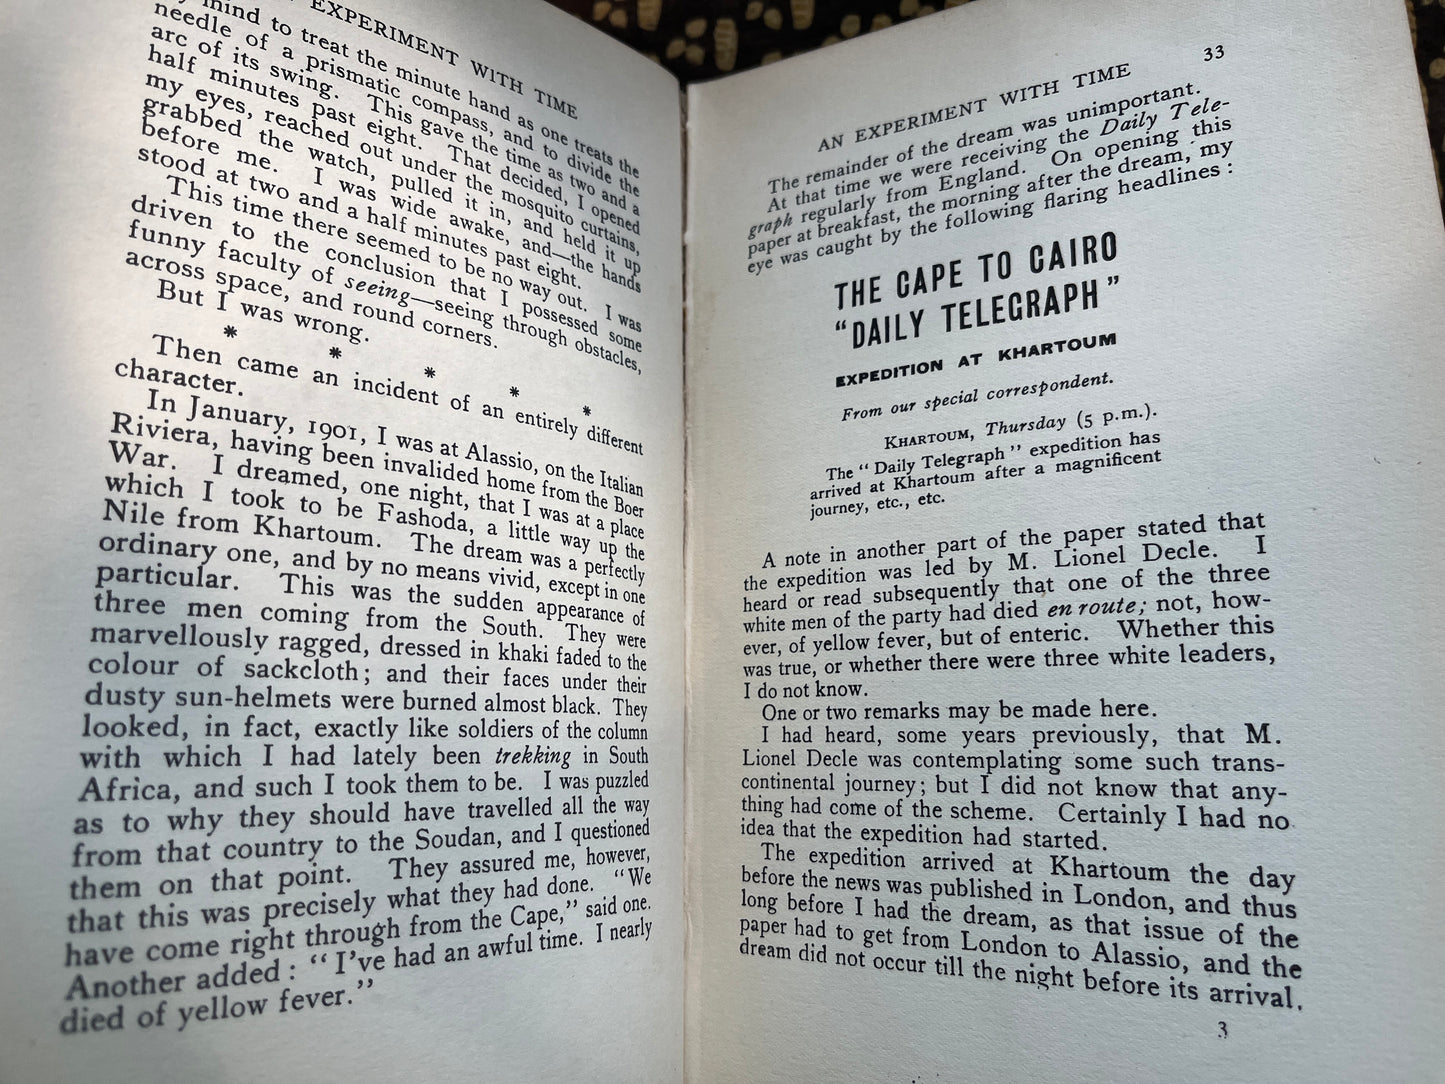 EXPERIMENT WITH TIME
mind to treat the minute hand as one treats the
needle of a prismatic compass, and to divide the
arc of its swing. This gave the time as two and a
half minutes past eight. That decided, I opened
my eyes, reached out under the mosquito curtains,
grabbed the watch, pulled it in, and held it up
before me. I was wide awake, and—the hands
stood at two and a half minutes past eight.
This time there seemed to be no way out. I was
driven to the conclusion that I possessed some
funny faculty of seeing—seeing through obstacles,
across space, and round corners.
But I was wrong.
* * * * *
Then came an incident of an entirely different
character.
In January, 1901, I was at Alassio, on the Italian
Riviera, having been invalided home from the Boer
War. I dreamed, one night, that I was at a place
which I took to be Fashoda, a little way up the
Nile from Khartoum. The dream was a perfectly
ordinary one, and by no means vivid, except in one
particular. This was the sudden appearance of
three men coming from the South. They were
marvellously ragged, dressed in khaki faded to the
colour of sackcloth; and their faces under their
dusty sun-helmets were burned almost black. They
looked, in fact, exactly like soldiers of the column
with which I had lately been trekking in South
Africa, and such I took them to be. I was puzzled
as to why they should have travelled all the way
from that country to the Soudan, and I questioned
them on that point. They assured me, however,
that this was precisely what they had done. "We
have come right through from the Cape," said one.
Another added: "I've had an awful time. I nearly
died of yellow fever."
AN EXPERIMENT WITH TIME 33
The remainder of the dream was unimportant.
At that time we were receiving the Daily Tele-
graph regularly from England. On opening this
paper at breakfast, the morning after the dream, my
eye was caught by the following flaring headlines:
THE CAPE TO CAIRO
"DAILY TELEGRAPH"
EXPEDITION AT KHARTOUM
From our special correspondent.
KHARTOUM, Thursday (5 p.m.).
The "Daily Telegraph" expedition has
arrived at Khartoum after a magnificent
journey, etc., etc.
A note in another part of the paper stated that
the expedition was led by M. Lionel Decle. I
heard or read subsequently that one of the three
white men of the party had died en route; not, how-
ever, of yellow fever, but of enteric. Whether this
was true, or whether there were three white leaders,
I do not know.
One or two remarks may be made here.
I had heard, some years previously, that M.
Lionel Decle was contemplating some such trans-
continental journey; but I did not know that any-
thing had come of the scheme. Certainly I had no
idea that the expedition had started.
The expedition arrived at Khartoum the day
before the news was published in London, and thus
long before I had the dream, as that issue of the
paper had to get from London to Alassio, and the
dream did not occur till the night before its arrival.
3